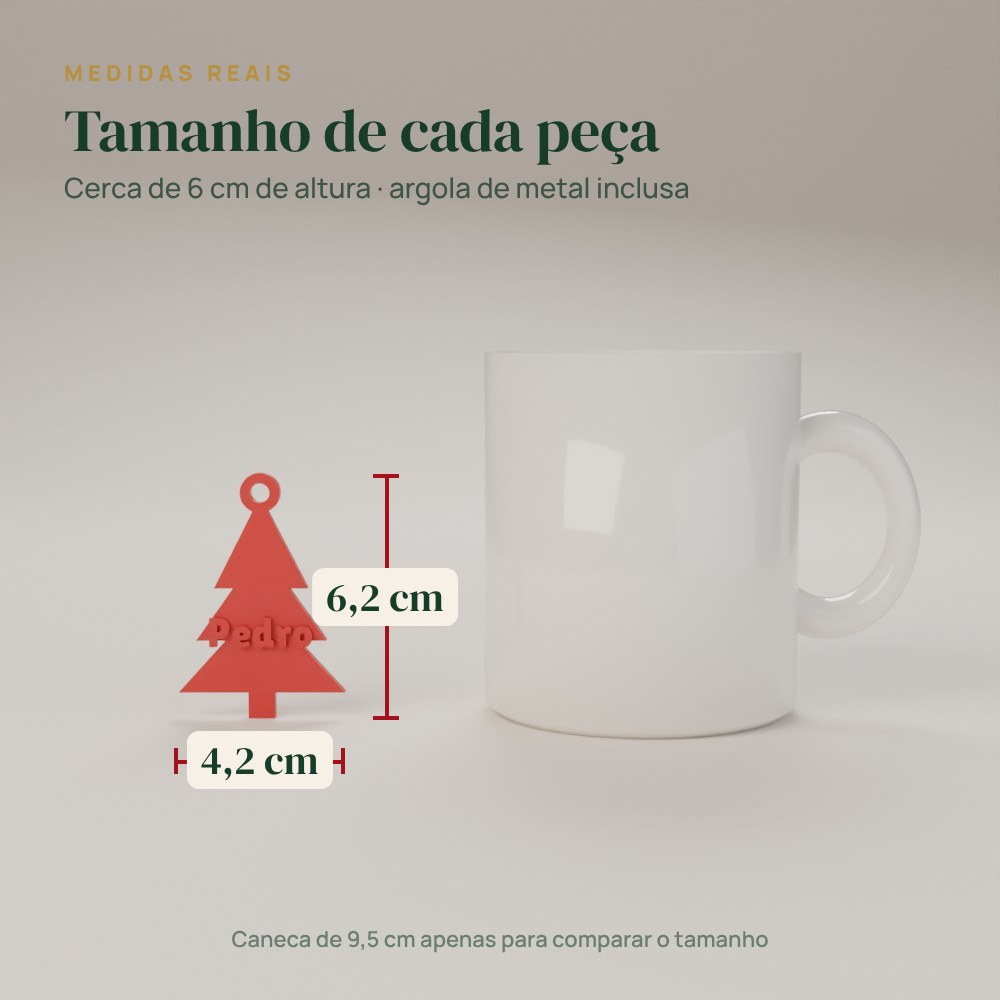 MEDIDAS REAIS
Tamanho de cada peça
Cerca de 6 cm de altura · argola de metal inclusa
6,2 cm
Pedro
4,2 cm
Caneca de 9,5 cm apenas para comparar o tamanho